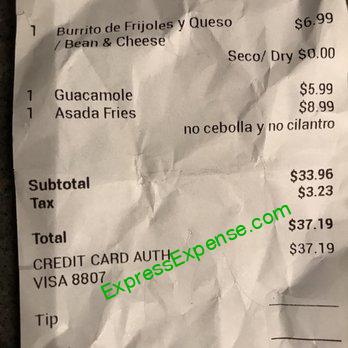 1 Burrito de Frijoles y Queso $6.99
/ Bean & Cheese
Seco/ Dry $0.00
1 Guacamole $5.99
1 Asada Fries $8.99
no cebolla y no cilantro
Subtotal $33.96
Tax $3.23
Total $37.19
CREDIT CARD AUTH $37.19
VISA 8807
ExpressExpense.com
Tip